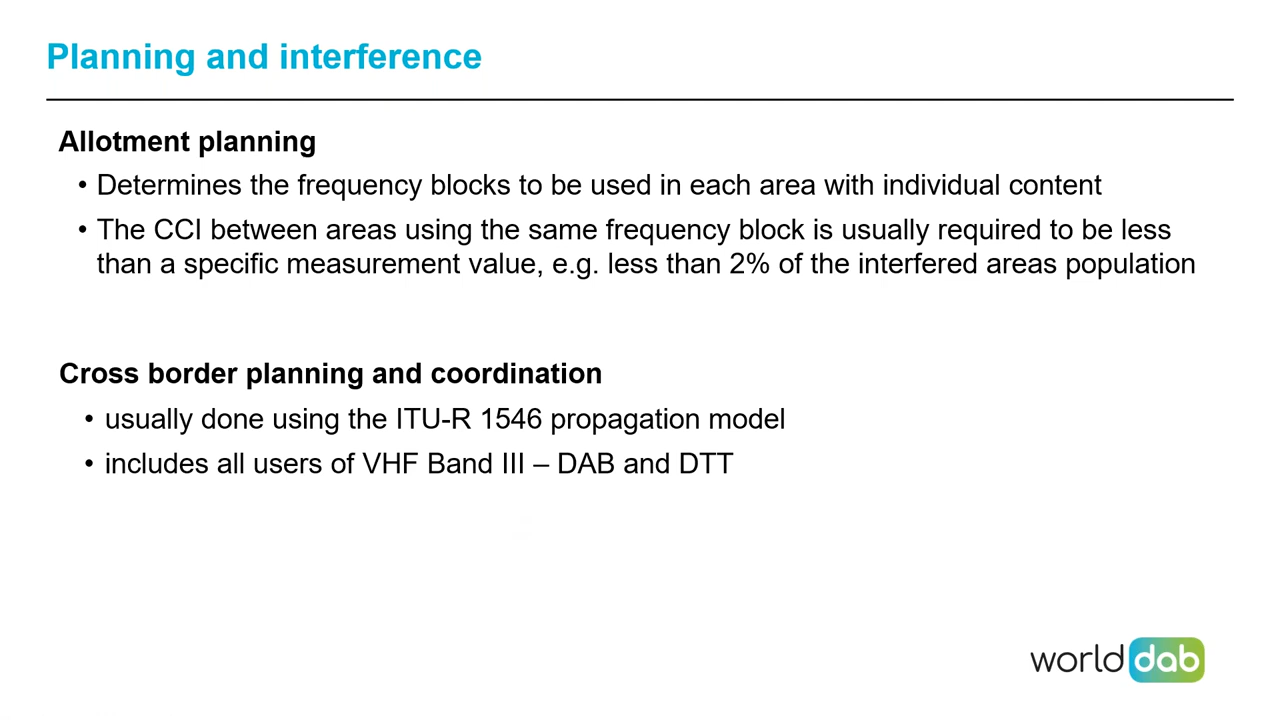 Planning and interference
Allotment planning
• Determines the frequency blocks to be used in each area with individual content
• The CCI between areas using the same frequency block is usually required to be less
than a specific measurement value, e.g. less than 2% of the interfered areas population
Cross border planning and coordination
• usually done using the ITU-R 1546 propagation model
• includes all users of VHF Band III – DAB and DTT
world dab